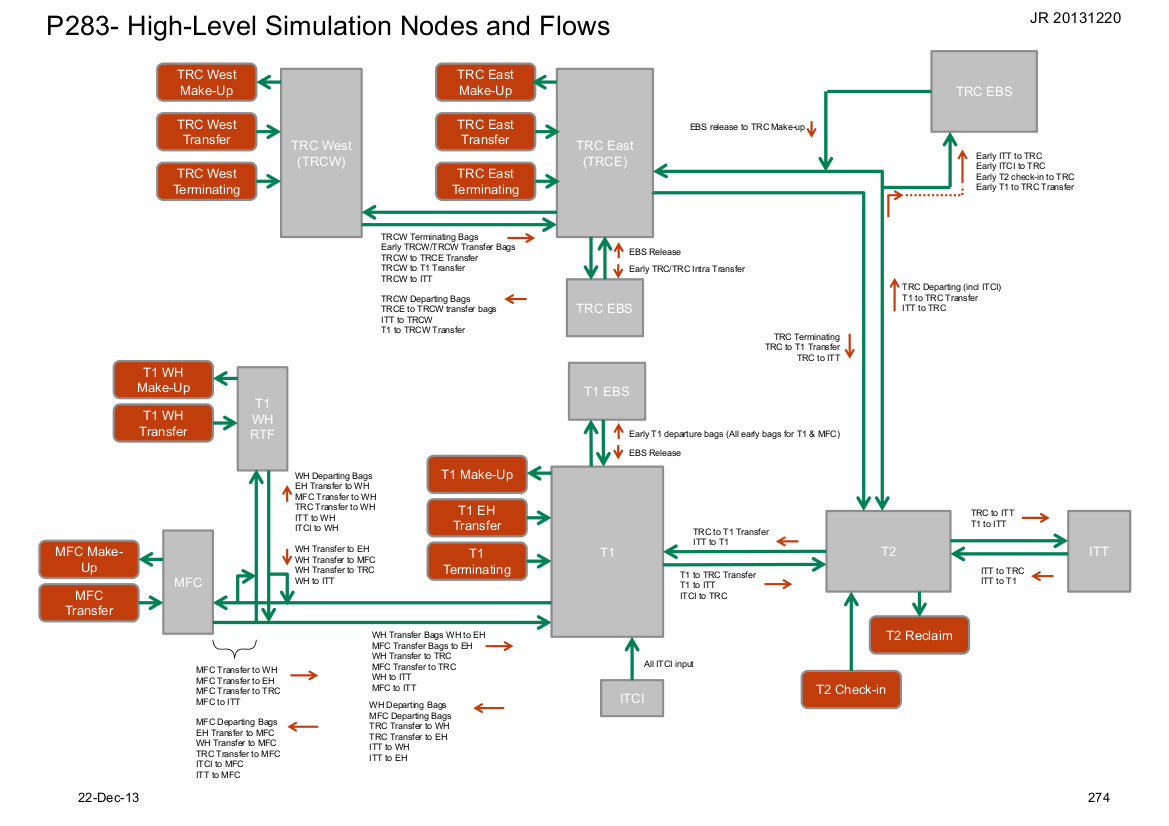 P283- High-Level Simulation Nodes and Flows
JR 20131220
TRC West
Make-Up
TRC West
Transfer
TRC West
Terminating
TRC West
(TRCW)
TRC East
Make-Up
TRC East
Transfer
TRC East
Terminating
TRC East
(TRCE)
TRC EBS
EBS release to TRC Make-up
Early ITT to TRC
Early ITCI to TRC
Early T2 check-in to TRC
Early T1 to TRC Transfer
TRCW Terminating Bags
Early TRCW/TRCW Transfer Bags
TRCW to TRCE Transfer
TRCW to T1 Transfer
TRCW to ITT
TRCW Departing Bags
TRCE to TRCW transfer bags
ITT to TRCW
T1 to TRCW Transfer
EBS Release
Early TRC/TRC Intra Transfer
TRC EBS
TRC Departing (incl ITCI)
T1 to TRC Transfer
ITT to TRC
TRC Terminating
TRC to T1 Transfer
TRC to ITT
T1 WH
Make-Up
T1 WH
Transfer
T1
WH
RTF
T1 EBS
Early T1 departure bags (All early bags for T1 & MFC)
EBS Release
WH Departing Bags
EH Transfer to WH
MFC Transfer to WH
TRC Transfer to WH
ITT to WH
ITCI to WH
WH Transfer to EH
WH Transfer to MFC
WH Transfer to TRC
WH to ITT
T1 Make-Up
T1 EH
Transfer
T1
Terminating
T1
TRC to T1 Transfer
ITT to T1
T1 to TRC Transfer
T1 to ITT
ITCI to TRC
T2
TRC to ITT
T1 to ITT
ITT to TRC
ITT to T1
ITT
MFC Make-
Up
MFC
Transfer
MFC
T2 Reclaim
T2 Check-in
All ITCI input
ITCI
WH Transfer Bags WH to EH
MFC Transfer Bags to EH
WH Transfer to TRC
MFC Transfer to TRC
WH to ITT
MFC to ITT
WH Departing Bags
MFC Departing Bags
TRC Transfer to WH
TRC Transfer to EH
ITT to WH
ITT to EH
MFC Transfer to WH
MFC Transfer to EH
MFC Transfer to TRC
MFC to ITT
MFC Departing Bags
EH Transfer to MFC
WH Transfer to MFC
TRC Transfer to MFC
ITCI to MFC
ITT to MFC
22-Dec-13
274